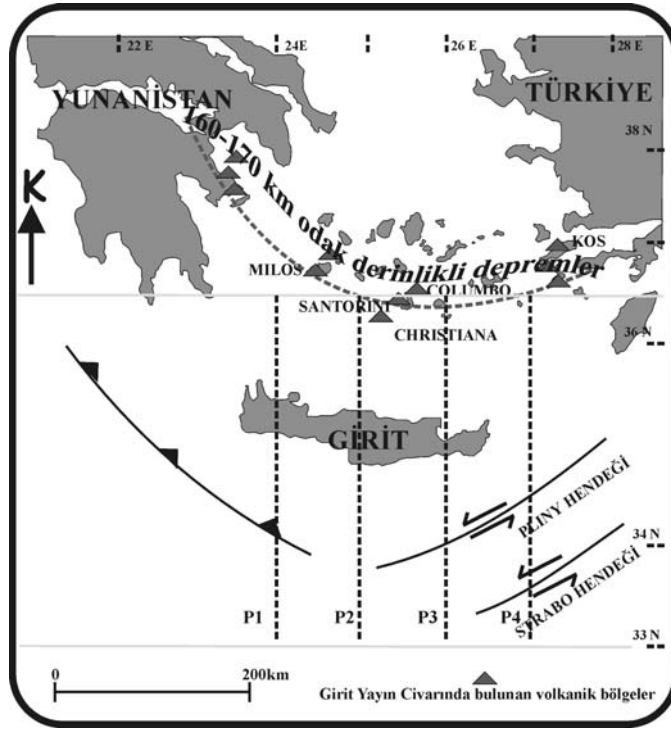 22 E
24E
26 E
28 E
YUNANİSTAN
TÜRKİYE
38 N
160-170 km odak derinlikli depremler
K
KOS
MILOS
COLUMBO
SANTORINI
CHRISTIANA
36 N
GİRİT
PLINY HENDEĞİ
34 N
STRABO HENDEĞİ
P1
P2
P3
P4
33 N
0
200km
Girit Yayın Civarında bulunan volkanik bölgeler